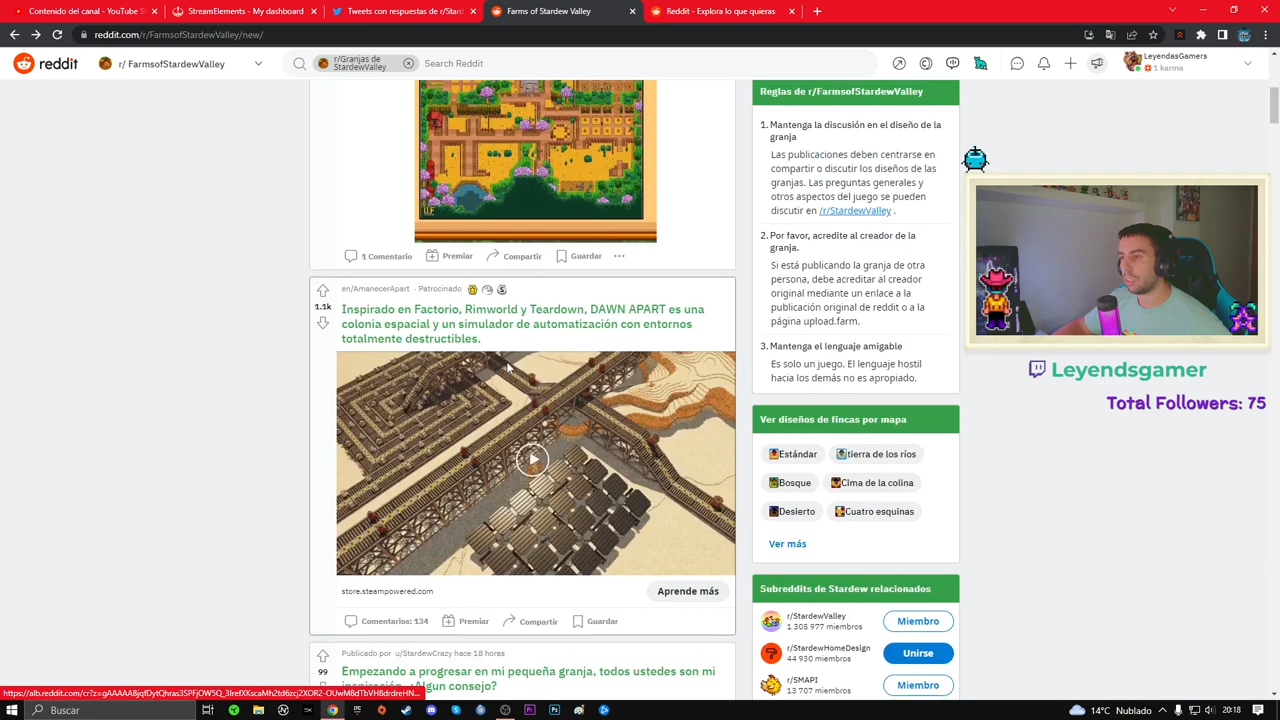 Contenido del canal - YouTube S
StreamElements - My dashboard
Tweets con respuestas de r/Stard
Farms of Stardew Valley
Reddit - Explora lo que quieras
reddit.com/r/FarmsofStardewValley/new/
reddit
r/ FarmsofStardewValley
r/Granjas de
StardewValley
Search Reddit
LeyendasGamers
1 karma
1 Comentario
Premiar
Compartir
Guardar
en/AmanecerApart · Patrocinado
1.1k
Inspirado en Factorio, Rimworld y Teardown, DAWN APART es una
colonia espacial y un simulador de automatización con entornos
totalmente destructibles.
store.steampowered.com
Aprende más
Comentarios: 134
Premiar
Compartir
Guardar
Publicado por u/StardewCrazy hace 18 horas
99
Empezando a progresar en mi pequeña granja, todos ustedes son mi
inspiración. ¿Algun consejo?
Reglas de r/FarmsofStardewValley
1. Mantenga la discusión en el diseño de la
granja
Las publicaciones deben centrarse en
compartir o discutir los diseños de las
granjas. Las preguntas generales y
otros aspectos del juego se pueden
discutir en /r/StardewValley .
2. Por favor, acredite al creador de la
granja.
Si está publicando la granja de otra
persona, debe acreditar al creador
original mediante un enlace a la
publicación original de reddit o a la
página upload.farm.
3. Mantenga el lenguaje amigable
Es solo un juego. El lenguaje hostil
hacia los demás no es apropiado.
Ver diseños de fincas por mapa
Estándar
tierra de los ríos
Bosque
Cima de la colina
Desierto
Cuatro esquinas
Ver más
Subreddits de Stardew relacionados
r/StardewValley
1 305 977 miembros
Miembro
r/StardewHomeDesign
44 930 miembros
Unirse
r/SMAPI
13 707 miembros
Miembro
Leyendsgamer
Total Followers: 75
Buscar
14°C Nublado
20:18